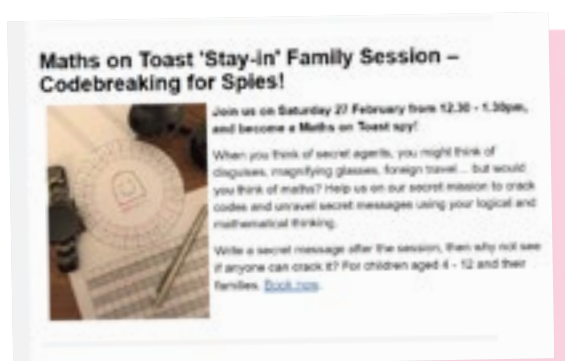 Maths on Toast 'Stay-in' Family Session –
Codebreaking for Spies!
Join us on Saturday 27 February from 12.30 - 1.30pm,
and become a Maths on Toast spy!
When you think of secret agents, you might think of
disguises, magnifying glasses, foreign travel... but would
you think of maths? Help us on our secret mission to crack
codes and unravel secret messages using your logical and
mathematical thinking.
Write a secret message after the session, then why not see
if anyone can crack it? For children aged 4 - 12 and their
families. Book now.